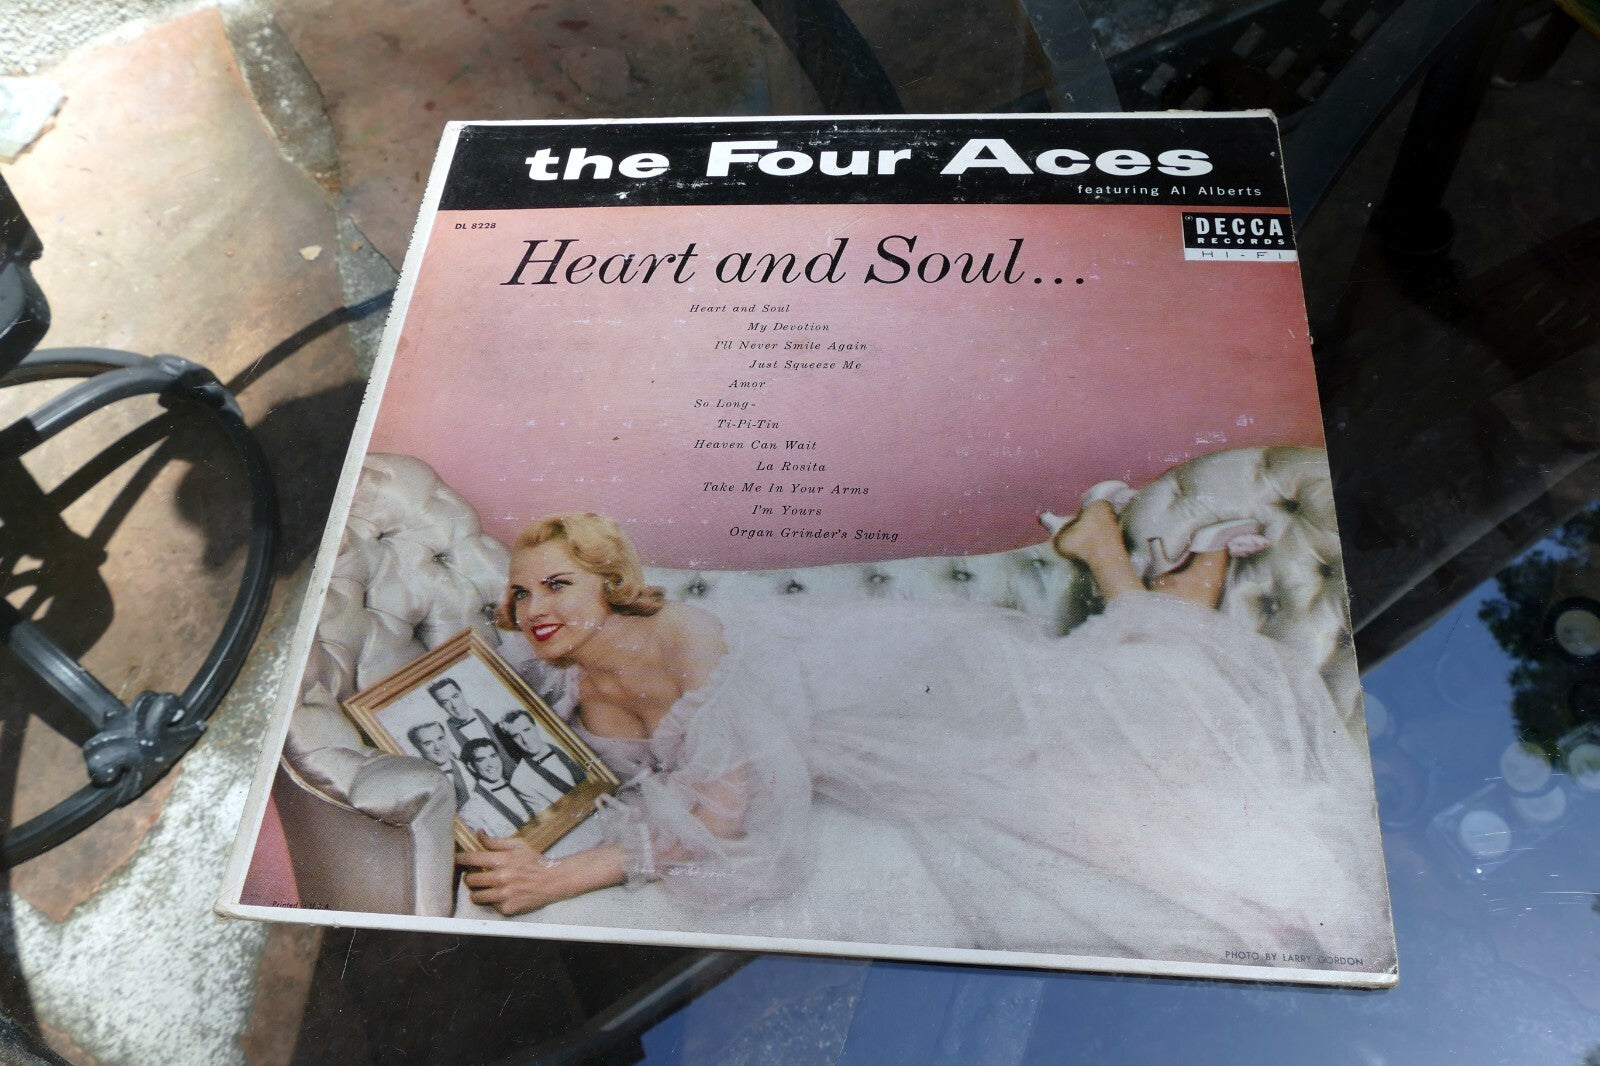 the Four Aces
featuring Al Alberts
DL 8228
DECCA
RECORDS
HI-FI
Heart and Soul...
Heart and Soul
My Devotion
I'll Never Smile Again
Just Squeeze Me
Amor
So Long-
Ti-Pi-Tin
Heaven Can Wait
La Rosita
Take Me In Your Arms
I'm Yours
Organ Grinder's Swing
Printed in U.S.A.
PHOTO BY LARRY GORDON